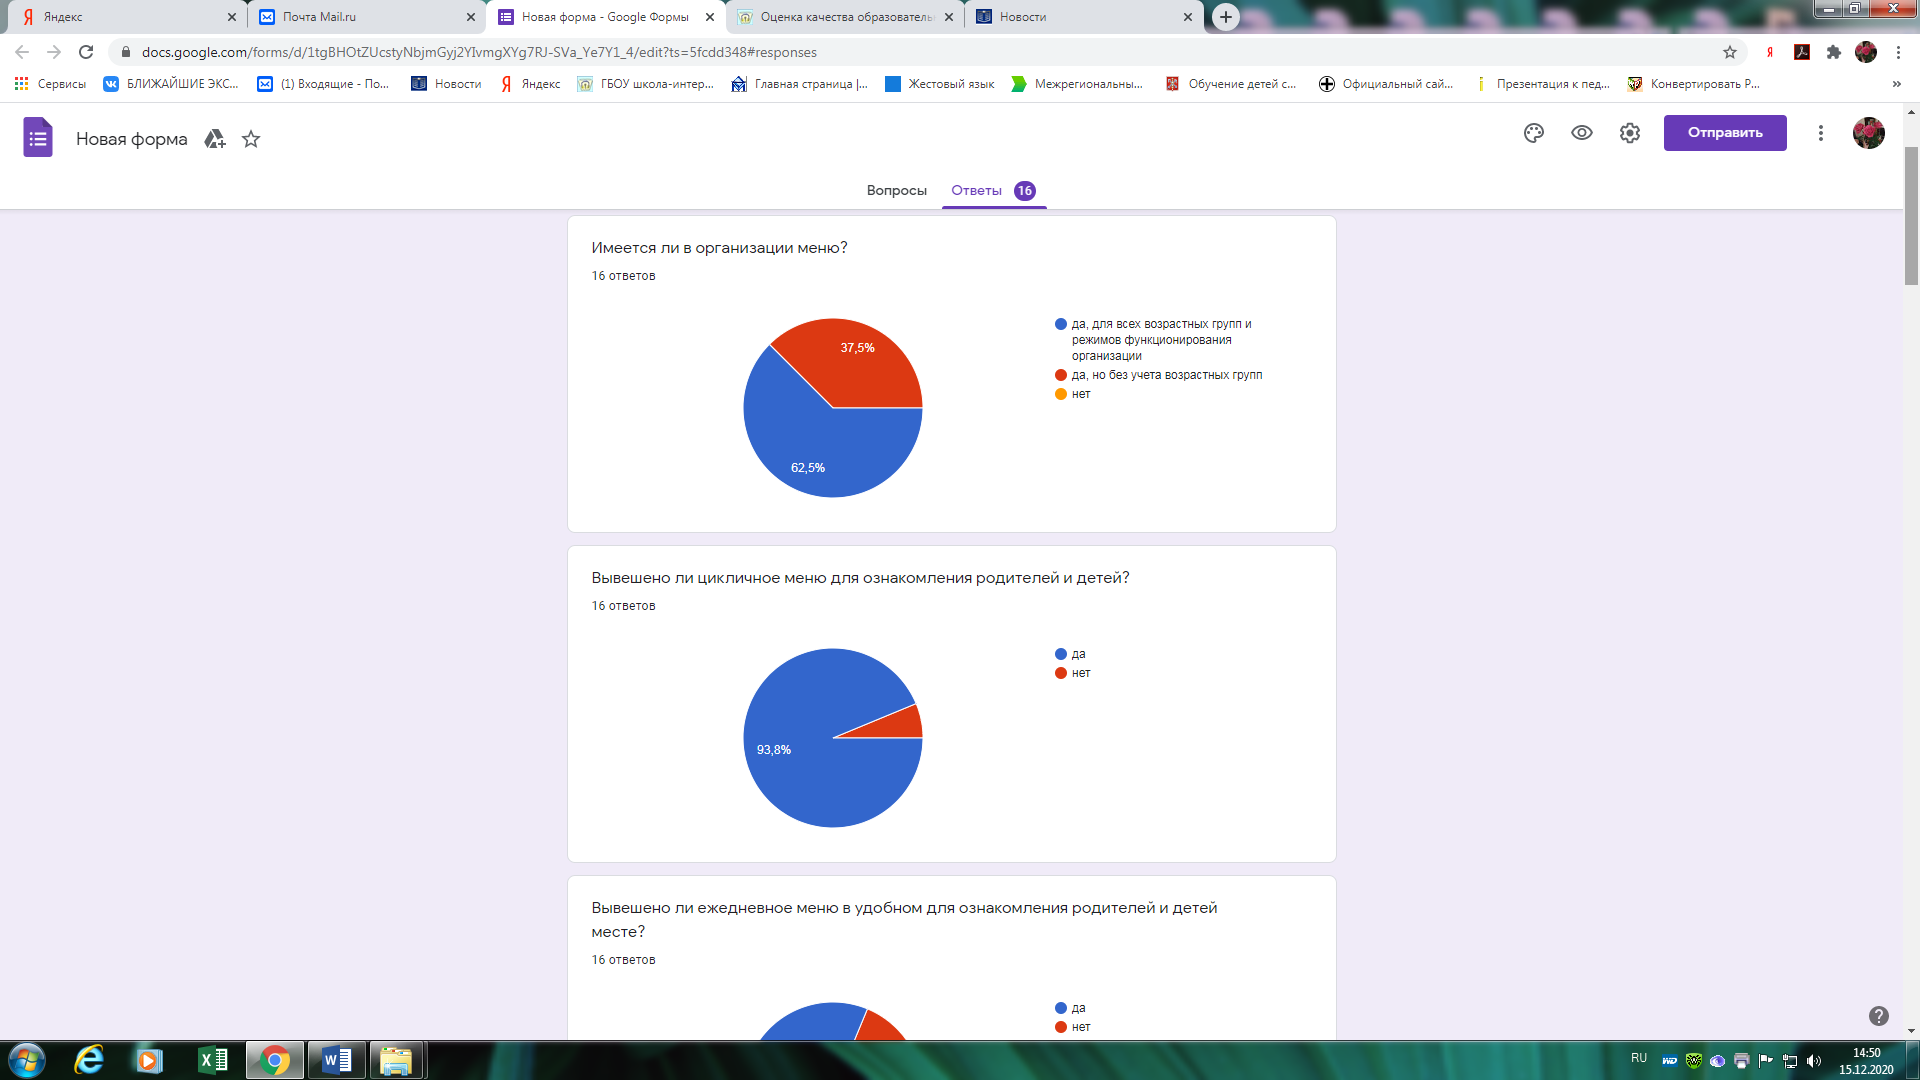 Яндекс
Почта Mail.ru
Новая форма - Google Формы
Оценка качества образователь
Новости
docs.google.com/forms/d/1tgBHOtZUcstyNbjmGyj2YIvmgXYg7RJ-SVa_Ye7Y1_4/edit?ts=5fcdd348#responses
Сервисы
БЛИЖАЙШИЕ ЭКС...
(1) Входящие - По...
Новости
Яндекс
ГБОУ школа-интер...
Главная страница |...
Жестовый язык
Межрегиональны...
Обучение детей с...
Официальный сай...
Презентация к пед...
Конвертировать P...
Новая форма
Отправить
Вопросы
Ответы 16
Имеется ли в организации меню?
16 ответов
37,5%
62,5%
да, для всех возрастных групп и
режимов функционирования
организации
да, но без учета возрастных групп
нет
Вывешено ли цикличное меню для ознакомления родителей и детей?
16 ответов
93,8%
да
нет
Вывешено ли ежедневное меню в удобном для ознакомления родителей и детей
месте?
16 ответов
да
нет
RU
14:50
15.12.2020